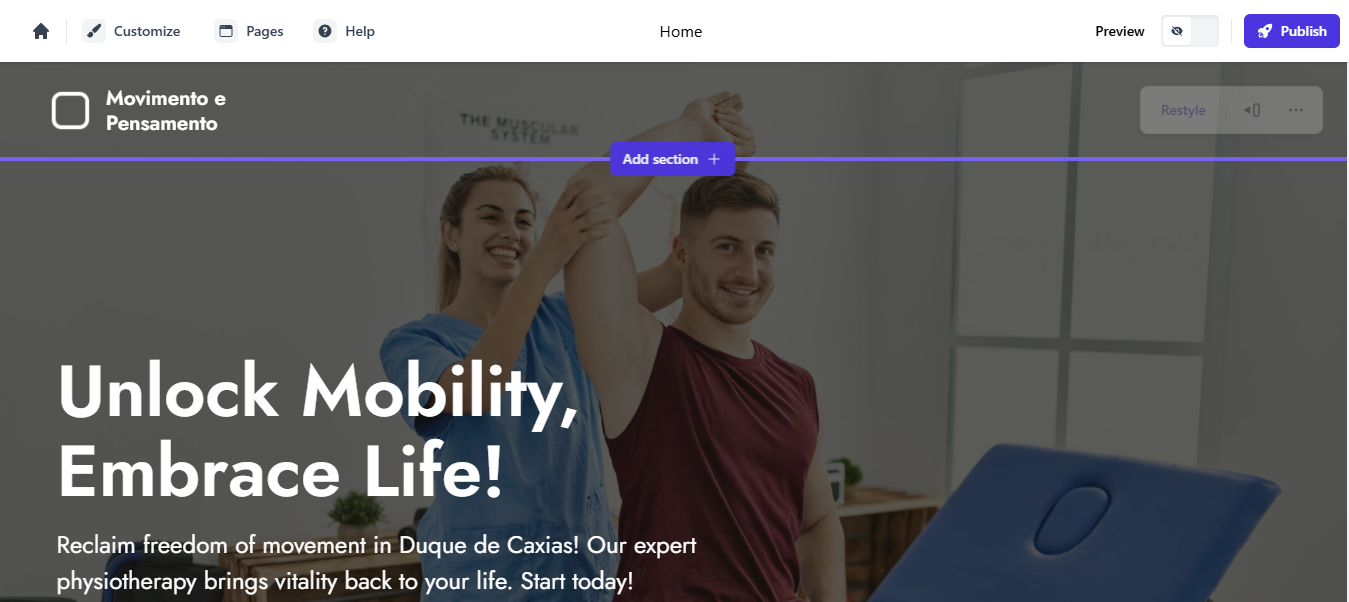 Customize Pages Help Home Preview Publish
Movimento e
Pensamento
Restyle
THE MUSCULAR
SYSTEM
Add section
Unlock Mobility,
Embrace Life!
Reclaim freedom of movement in Duque de Caxias! Our expert
physiotherapy brings vitality back to your life. Start today!